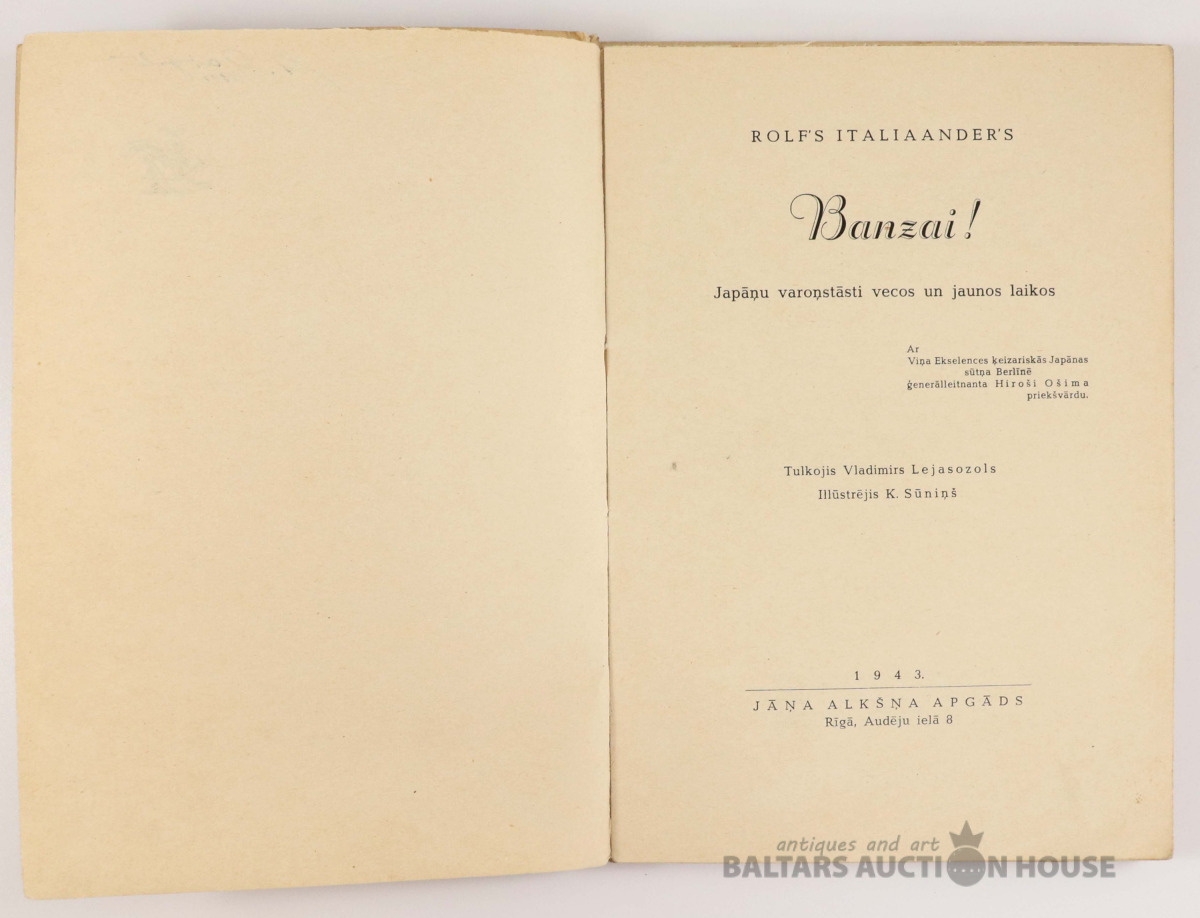 ROLF'S ITALIAANDER'S
Banzai!
Japāņu varoņstāsti vecos un jaunos laikos
Ar
Viņa Ekselences ķeizariskās Japānas
sūtņa Berlīnē
ģenerālleitnanta Hiroši Ošima
priekšvārdu.
Tulkojis Vladimirs Lejasozols
Illūstrējis K. Sūniņš
1943.
JĀŅA ALKŠŅA APGĀDS
Rīgā, Audēju ielā 8
antiques and art
BALTARS AUCTION HOUSE